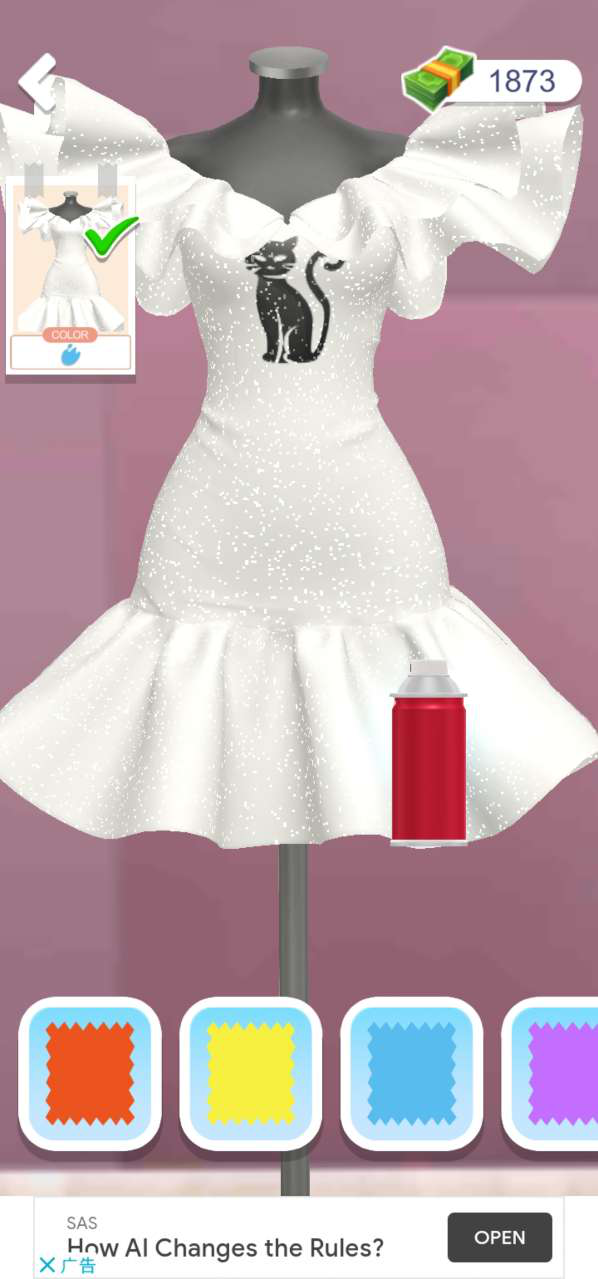 1873
COLOR
SAS
How AI Changes the Rules?
OPEN
广告